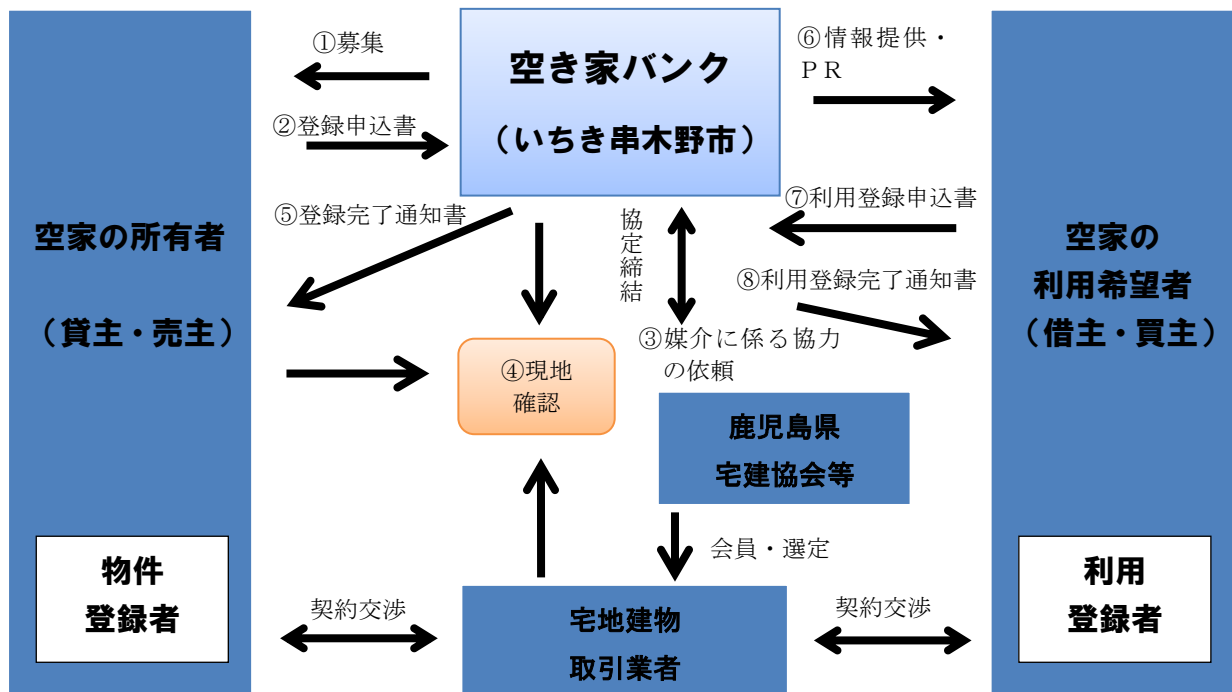 ①募集
空き家バンク
（いちき串木野市）
⑥情報提供・
ＰＲ
②登録申込書
⑤登録完了通知書
協定締結
⑦利用登録申込書
⑧利用登録完了通知書
空家の所有者
（貸主・売主）
空家の
利用希望者
（借主・買主）
③媒介に係る協力
の依頼
④現地
確認
鹿児島県
宅建協会等
会員・選定
物件
登録者
契約交渉
宅地建物
取引業者
契約交渉
利用
登録者